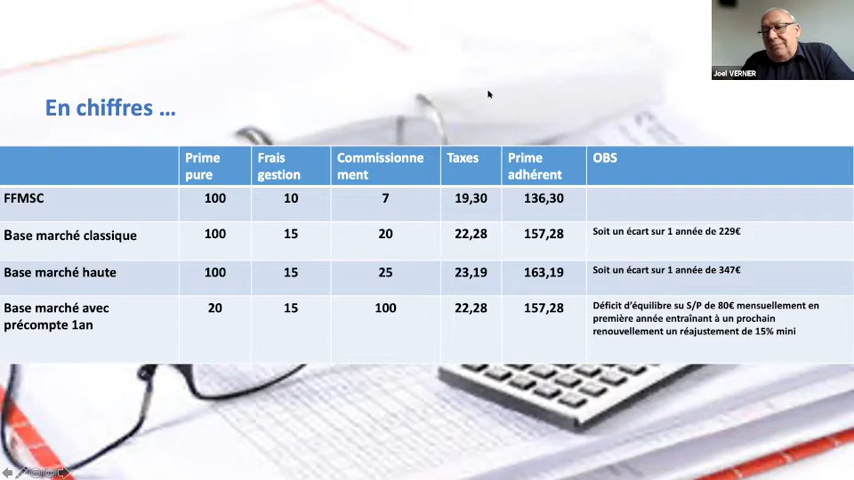 Joel VERNIER
En chiffres ...
Prime pure Frais gestion Commissionne ment Taxes Prime adhérent OBS
FFMSC 100 10 7 19,30 136,30
Base marché classique 100 15 20 22,28 157,28 Soit un écart sur 1 année de 229€
Base marché haute 100 15 25 23,19 163,19 Soit un écart sur 1 année de 347€
Base marché avec précompte 1an 20 15 100 22,28 157,28 Déficit d'équilibre su S/P de 80€ mensuellement en
première année entraînant à un prochain
renouvellement un réajustement de 15% mini